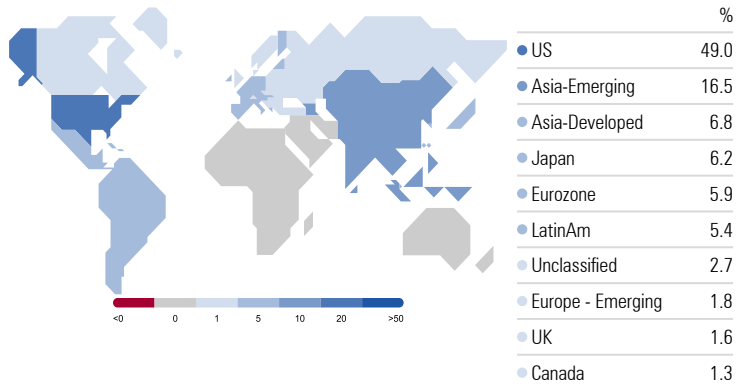 %
US 49.0
Asia-Emerging 16.5
Asia-Developed 6.8
Japan 6.2
Eurozone 5.9
LatinAm 5.4
Unclassified 2.7
Europe - Emerging 1.8
UK 1.6
Canada 1.3
<0 0 1 5 10 20 >50